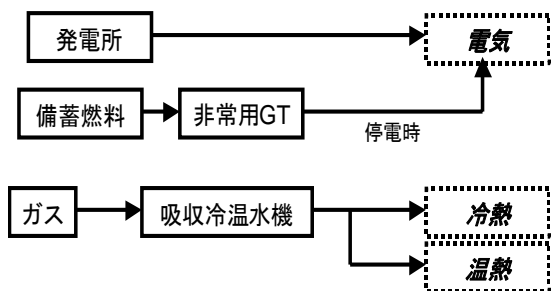 発電所
電気
備蓄燃料
非常用GT
停電時
ガス
吸収冷温水機
冷熱
温熱